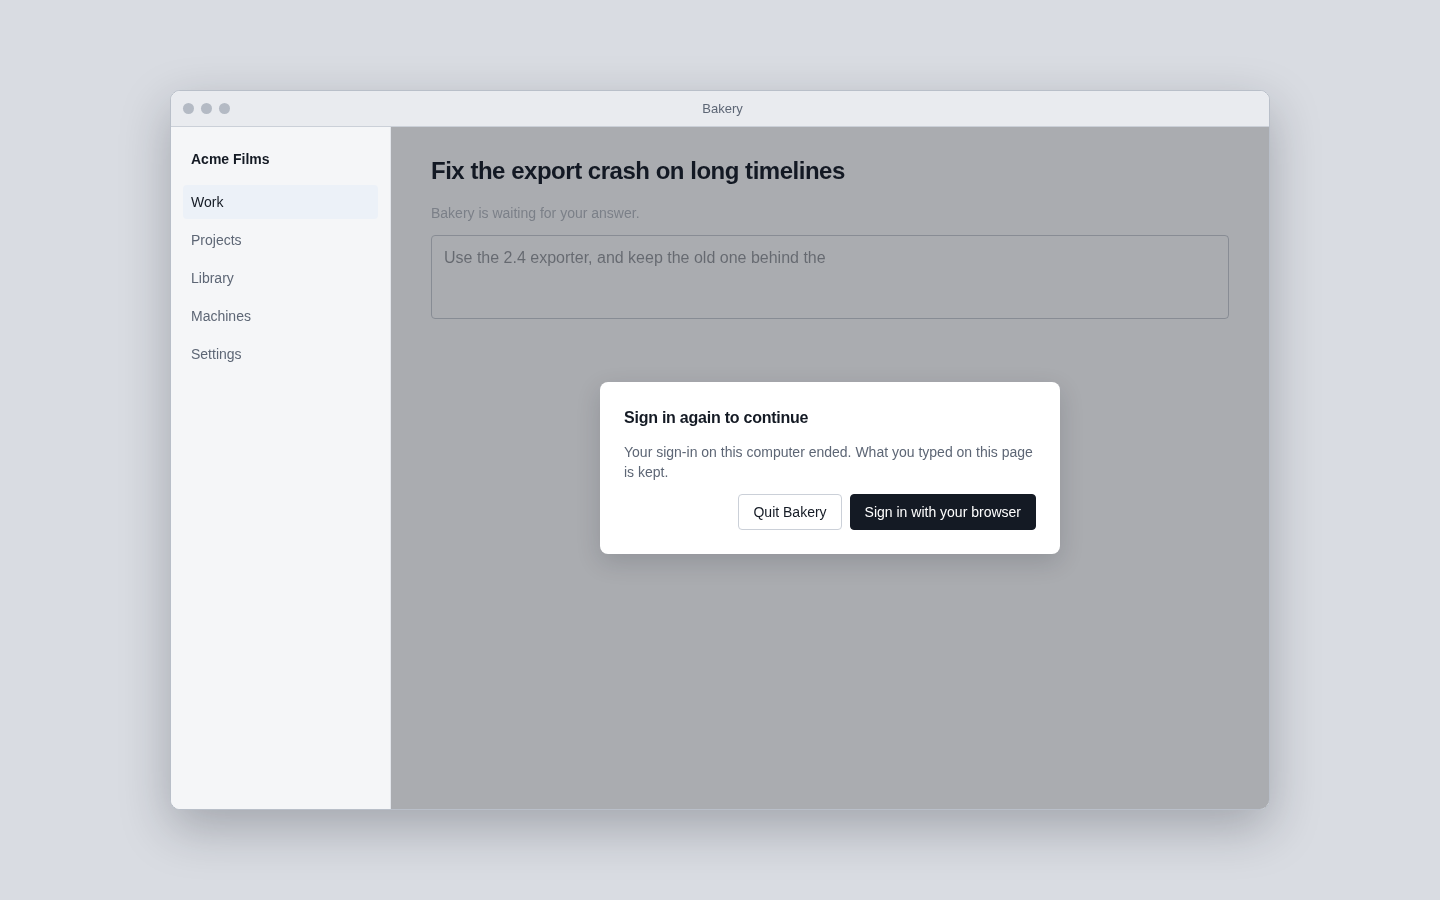 Bakery
Acme Films
Work
Projects
Library
Machines
Settings
Fix the export crash on long timelines
Bakery is waiting for your answer.
Use the 2.4 exporter, and keep the old one behind the
Sign in again to continue
Your sign-in on this computer ended. What you typed on this page
is kept.
Quit Bakery
Sign in with your browser